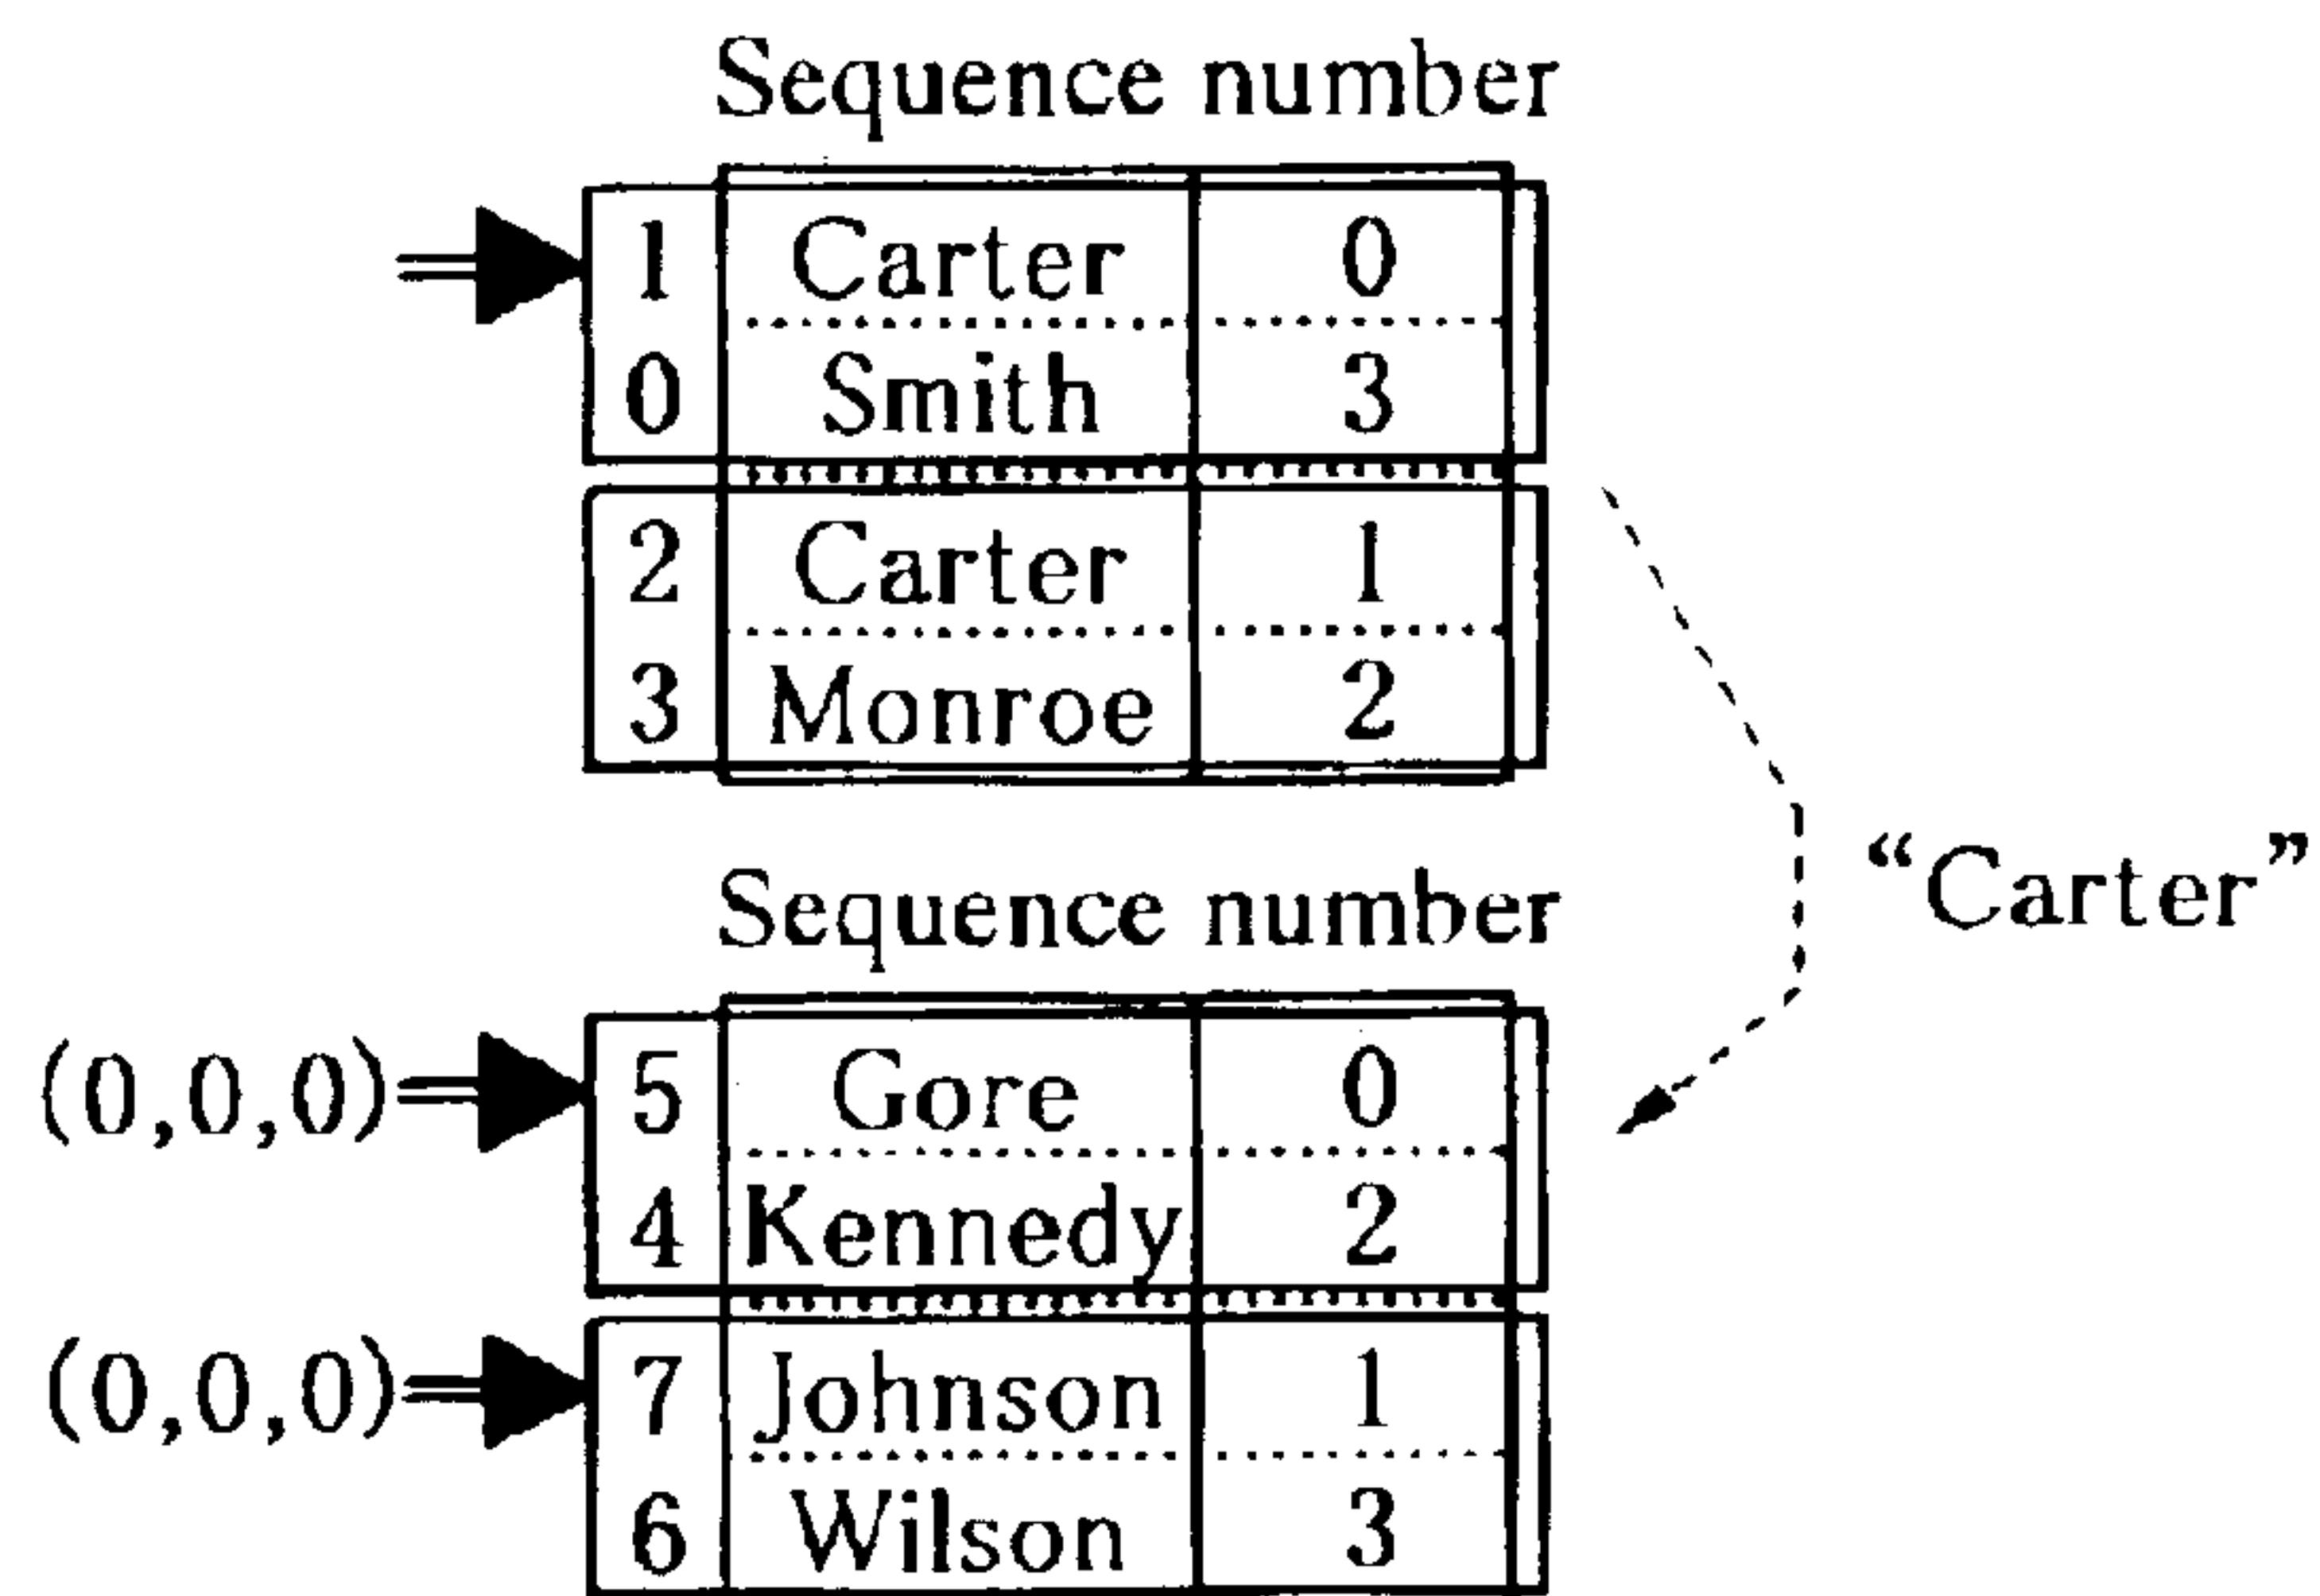 Sequence number
1 Carter 0
0 Smith 3
2 Carter 1
3 Monroe 2
“Carter”
Sequence number
(0,0,0) 5 Gore 0
4 Kennedy 2
(0,0,0) 7 Johnson 1
6 Wilson 3